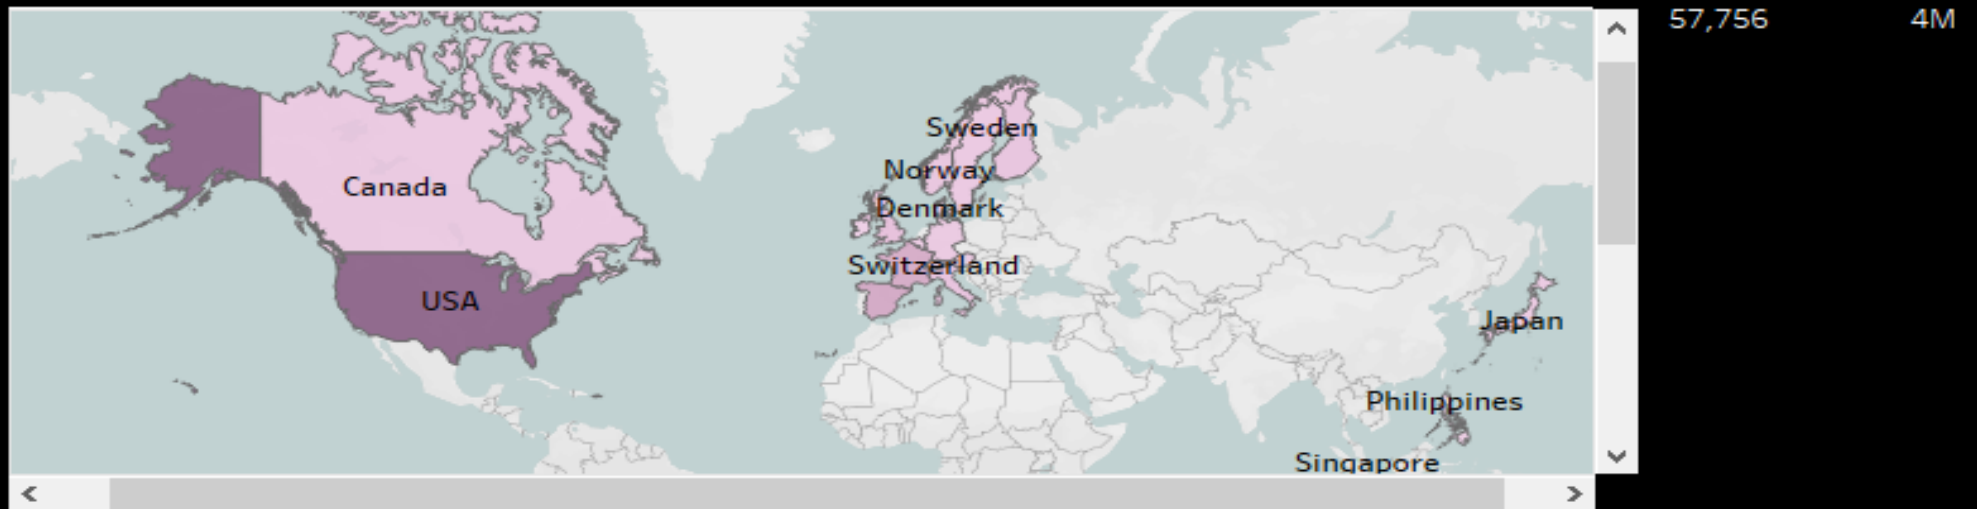 57,756 4M
Sweden
Norway
Canada
Denmark
Switzerland
USA
Japan
Philippines
Singapore